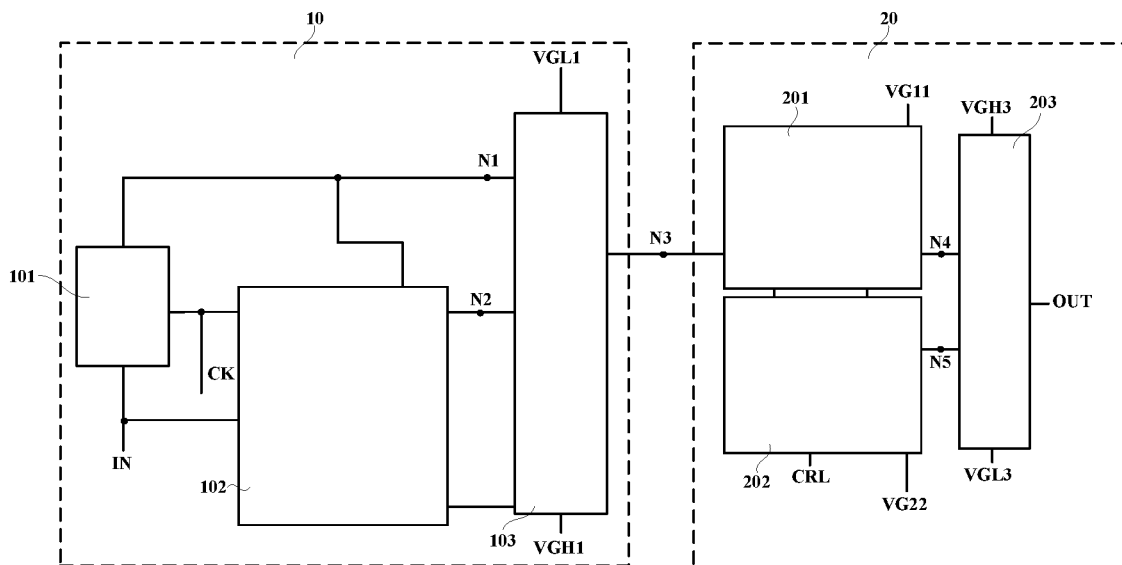 10
20
VGL1
VG11
201
VGH3
203
N1
N3
N4
101
N2
OUT
CK
N5
IN
102
103
VGH1
202
CRL
VG22
VGL3